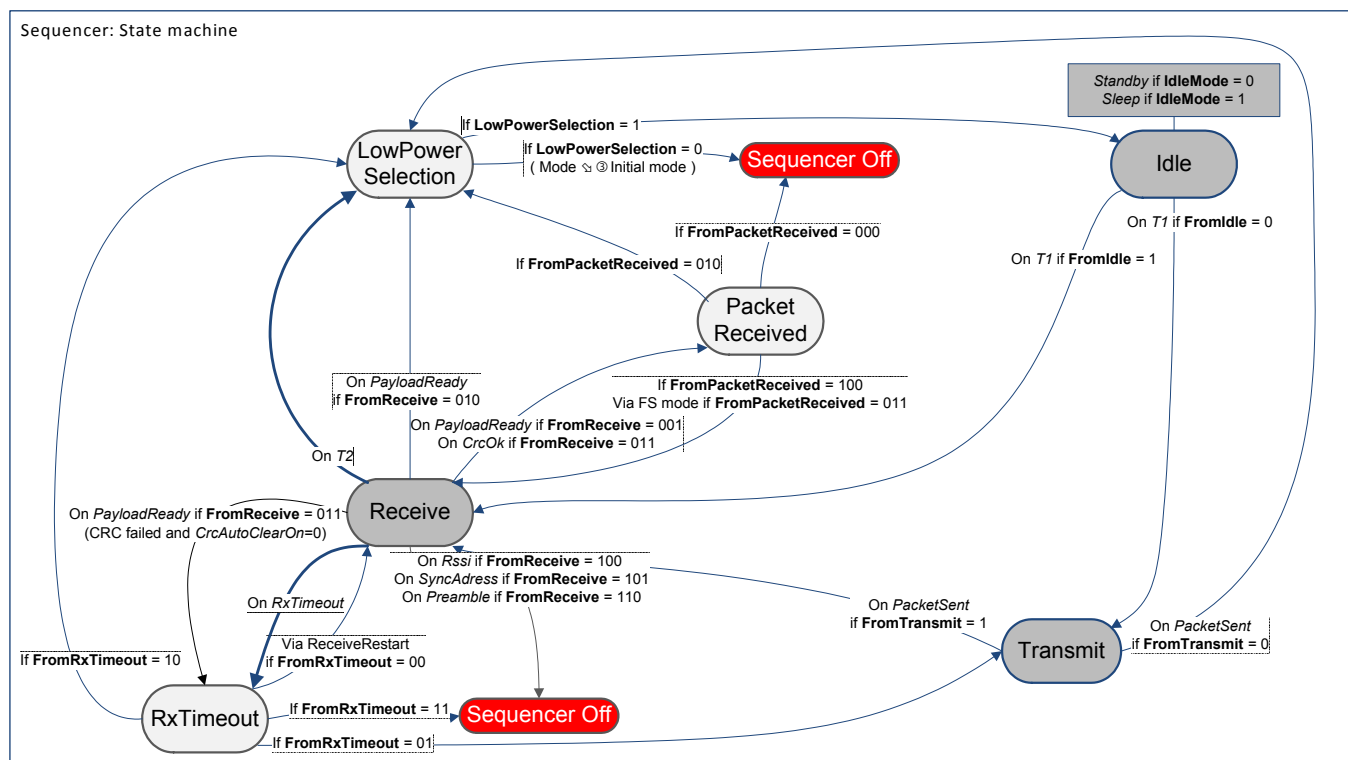 Sequencer: State machine
Standby if IdleMode = 0
Sleep if IdleMode = 1
If LowPowerSelection = 1
LowPower
Selection
If LowPowerSelection = 0
( Mode ⇘ ③ Initial mode )
Sequencer Off
Idle
On T1 if FromIdle = 0
If FromPacketReceived = 000
On T1 if FromIdle = 1
If FromPacketReceived = 010
Packet
Received
On PayloadReady
if FromReceive = 010
If FromPacketReceived = 100
Via FS mode if FromPacketReceived = 011
On PayloadReady if FromReceive = 001
On CrcOk if FromReceive = 011
On T2
Receive
On PayloadReady if FromReceive = 011
(CRC failed and CrcAutoClearOn=0)
On Rssi if FromReceive = 100
On SyncAdress if FromReceive = 101
On Preamble if FromReceive = 110
On RxTimeout
On PacketSent
if FromTransmit = 1
On PacketSent
if FromTransmit = 0
Transmit
Via ReceiveRestart
if FromRxTimeout = 00
If FromRxTimeout = 10
RxTimeout
If FromRxTimeout = 11
Sequencer Off
If FromRxTimeout = 01